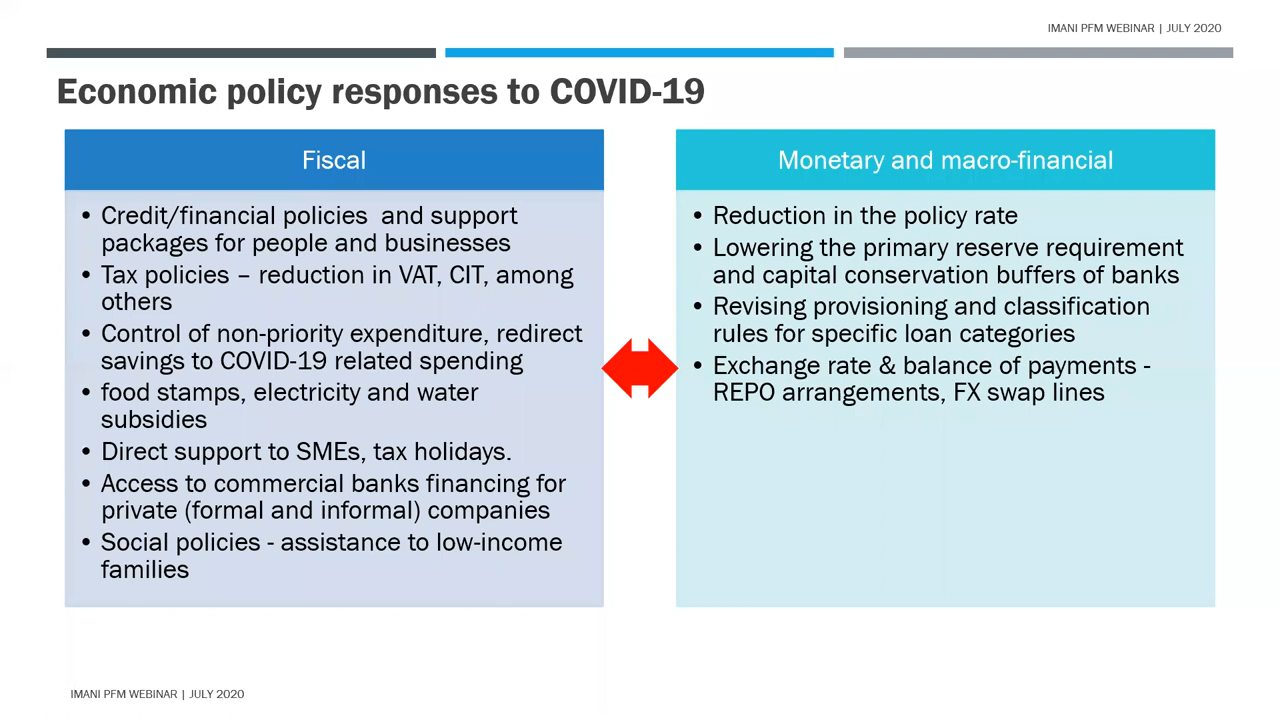 IMANI PFM WEBINAR | JULY 2020
Economic policy responses to COVID-19
Fiscal
• Credit/financial policies and support
packages for people and businesses
• Tax policies – reduction in VAT, CIT, among
others
• Control of non-priority expenditure, redirect
savings to COVID-19 related spending
• food stamps, electricity and water
subsidies
• Direct support to SMEs, tax holidays.
• Access to commercial banks financing for
private (formal and informal) companies
• Social policies - assistance to low-income
families
Monetary and macro-financial
• Reduction in the policy rate
• Lowering the primary reserve requirement
and capital conservation buffers of banks
• Revising provisioning and classification
rules for specific loan categories
• Exchange rate & balance of payments -
REPO arrangements, FX swap lines
IMANI PFM WEBINAR | JULY 2020